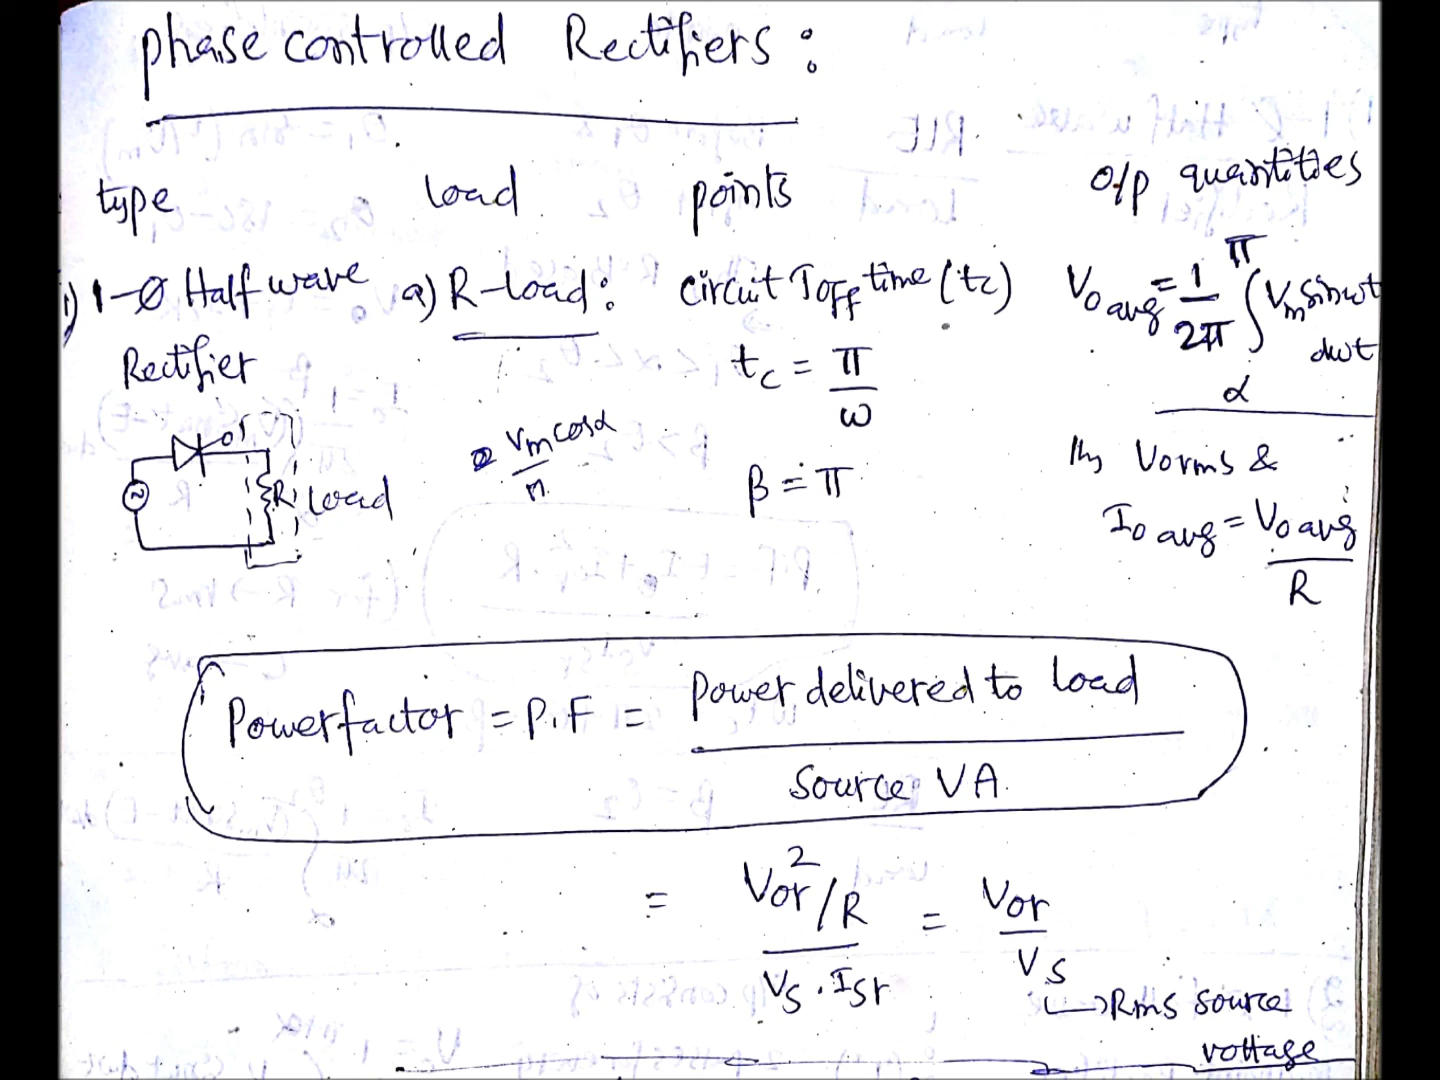 phase controlled Rectifiers :
type load points o/p quantities
1) 1-Ø Half wave a) R-load : circuit Toff time (tc) Vo avg = 1/2π ∫ π α Vm sinωt dωt
Rectifier tc = π/ω
Vm cosα / π
R load β = π
Vorms &
Io avg = Vo avg / R
Power factor = P.F = Power delivered to load / Source VA
= Vor²/R / Vs . Isr = Vor / Vs
→ Rms source
voltage